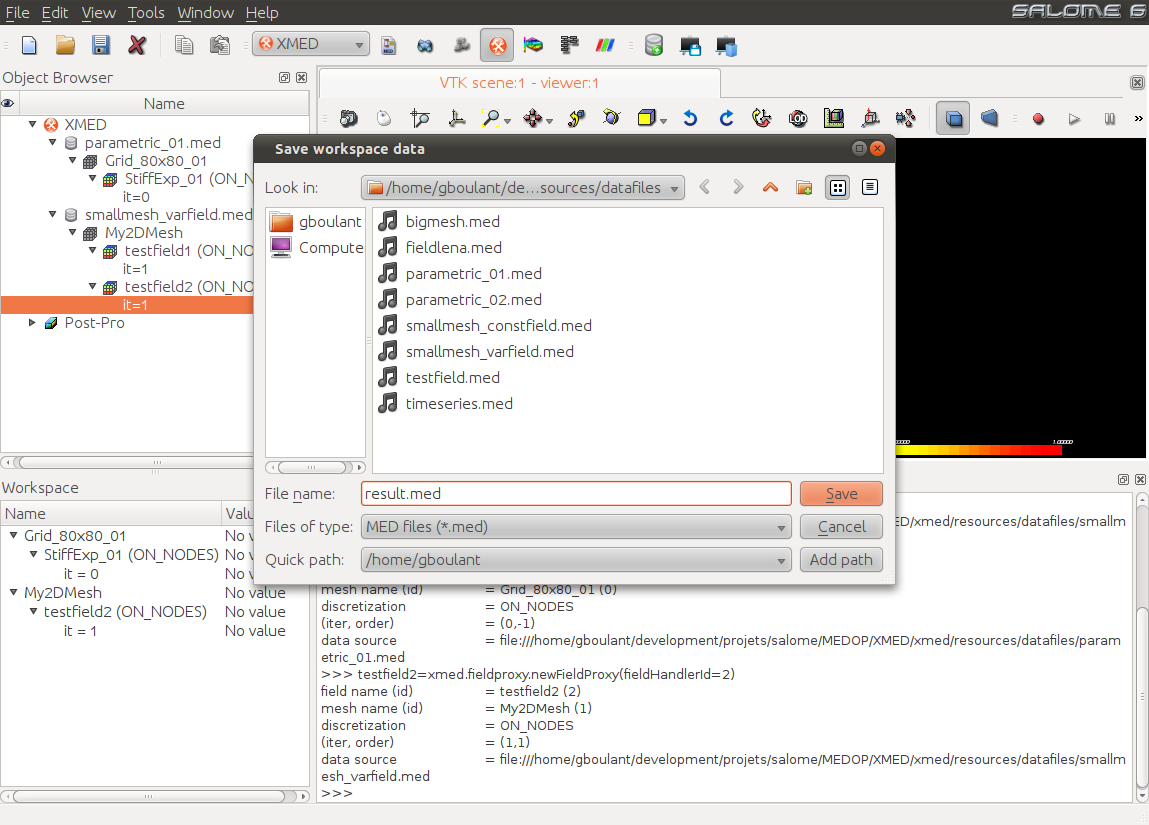 File Edit View Tools Window Help
SALOME 6
XMED
Object Browser
Name
XMED
parametric_01.med
Grid_80x80_01
StiffExp_01 (ON_N
it=0
smallmesh_varfield.med
My2DMesh
testfield1 (ON_NO
it=1
testfield2 (ON_NO
it=1
Post-Pro
VTK scene:1 - viewer:1
Save workspace data
Look in:
/home/gboulant/de...sources/datafiles
gboulant
Compute
bigmesh.med
fieldlena.med
parametric_01.med
parametric_02.med
smallmesh_constfield.med
smallmesh_varfield.med
testfield.med
timeseries.med
File name:
result.med
Save
Files of type:
MED files (*.med)
Cancel
Quick path:
/home/gboulant
Add path
Workspace
Name Valu
Grid_80x80_01 No v
StiffExp_01 (ON_NODES) No v
it = 0 No v
My2DMesh No value
testfield2 (ON_NODES) No value
it = 1 No value
ED/xmed/resources/datafiles/smallm
mesh name (id) = Grid_80x80_01 (0)
discretization = ON_NODES
(iter, order) = (0,-1)
data source = file:///home/gboulant/development/projets/salome/MEDOP/XMED/xmed/resources/datafiles/param
etric_01.med
>>> testfield2=xmed.fieldproxy.newFieldProxy(fieldHandlerId=2)
field name (id) = testfield2 (2)
mesh name (id) = My2DMesh (1)
discretization = ON_NODES
(iter, order) = (1,1)
data source = file:///home/gboulant/development/projets/salome/MEDOP/XMED/xmed/resources/datafiles/smallm
esh_varfield.med
>>>